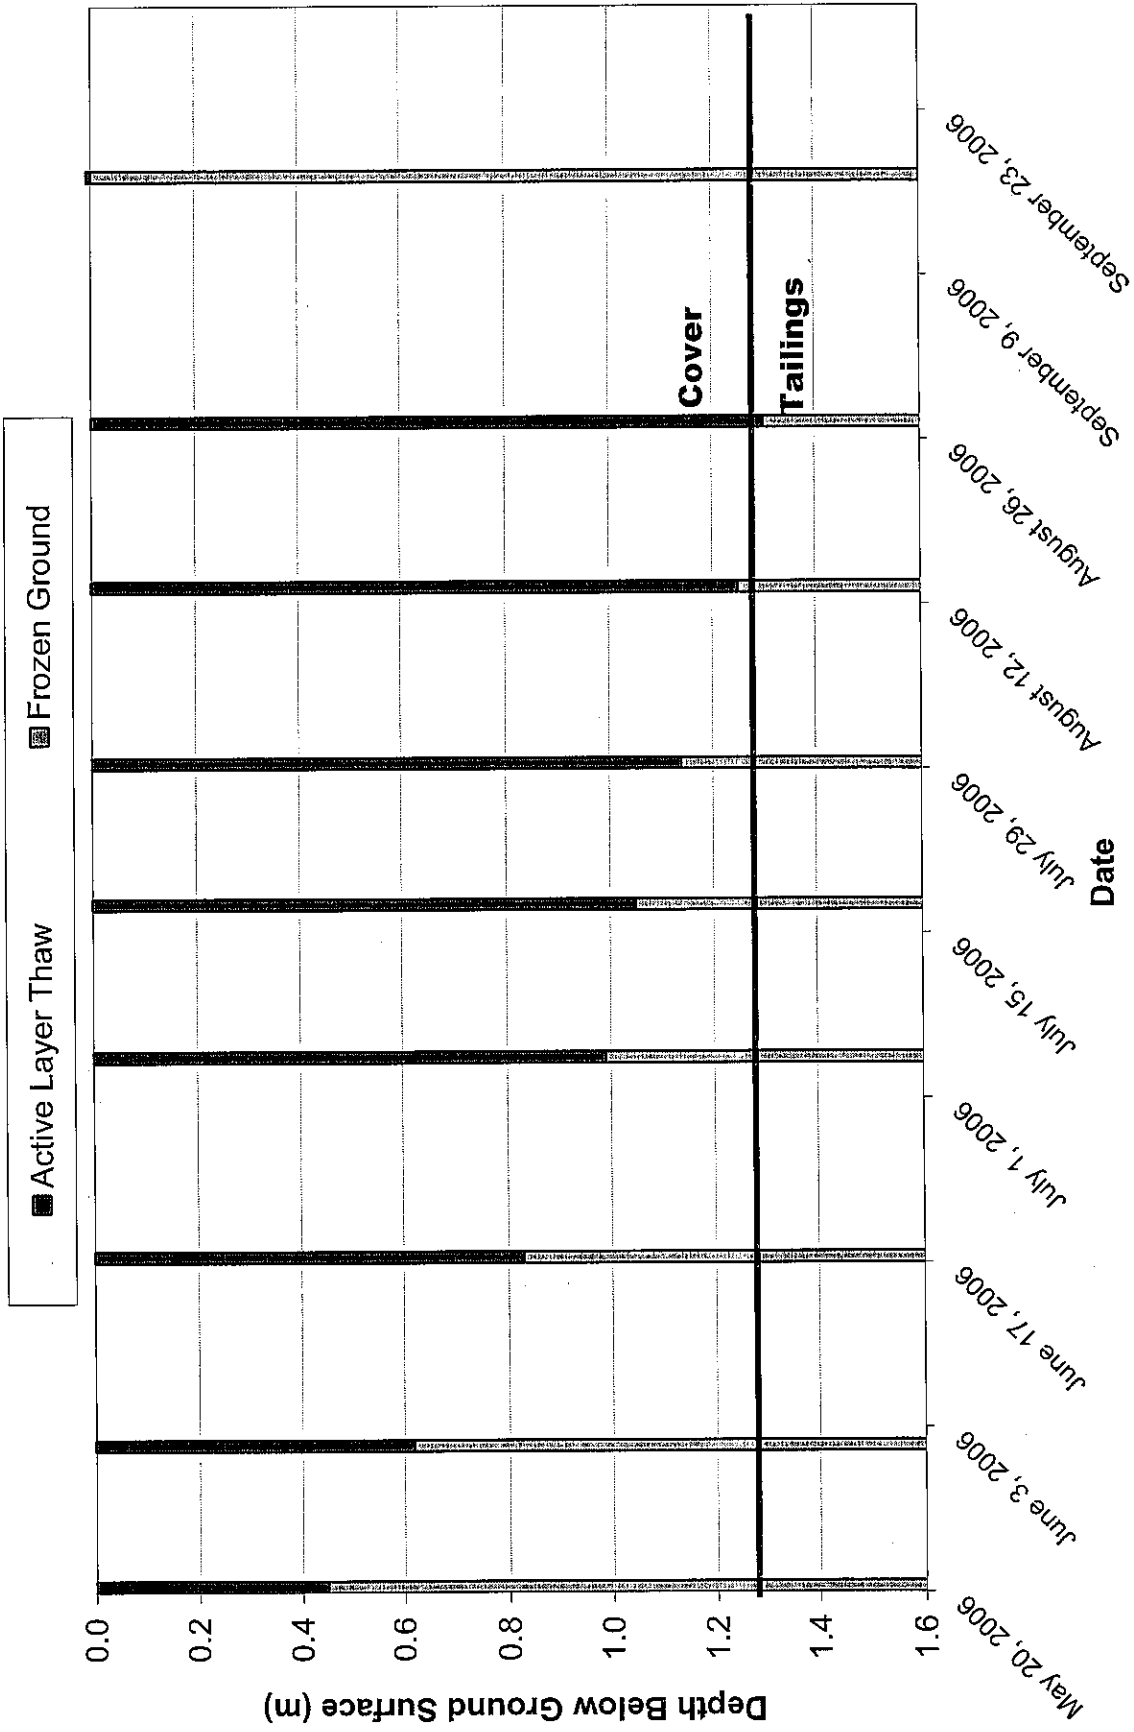 Active Layer Thaw
Frozen Ground
Depth Below Ground Surface (m)
0.0
0.2
0.4
0.6
0.8
1.0
1.2
1.4
1.6
Cover
Tailings
May 20, 2006
June 3, 2006
June 17, 2006
July 1, 2006
July 15, 2006
July 29, 2006
August 12, 2006
August 26, 2006
September 9, 2006
September 23, 2006
Date